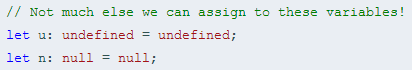 // Not much else we can assign to these variables!
let u: undefined = undefined;
let n: null = null;